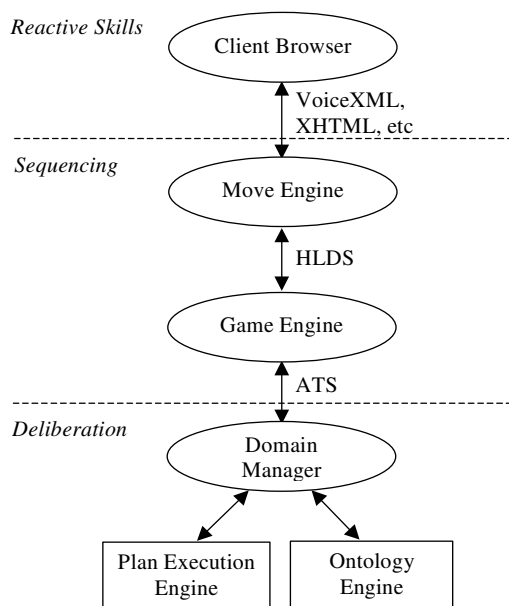 Reactive Skills
Client Browser
VoiceXML,
XHTML, etc
Sequencing
Move Engine
HLDS
Game Engine
ATS
Deliberation
Domain
Manager
Plan Execution
Engine
Ontology
Engine